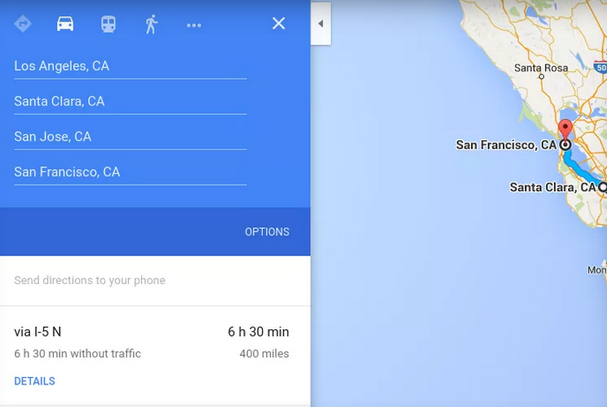 Los Angeles, CA
Santa Clara, CA
San Jose, CA
San Francisco, CA
OPTIONS
Send directions to your phone
via I-5 N 6 h 30 min
6 h 30 min without traffic 400 miles
DETAILS
Santa Rosa
50
San Francisco, CA
Santa Clara, CA
Mon